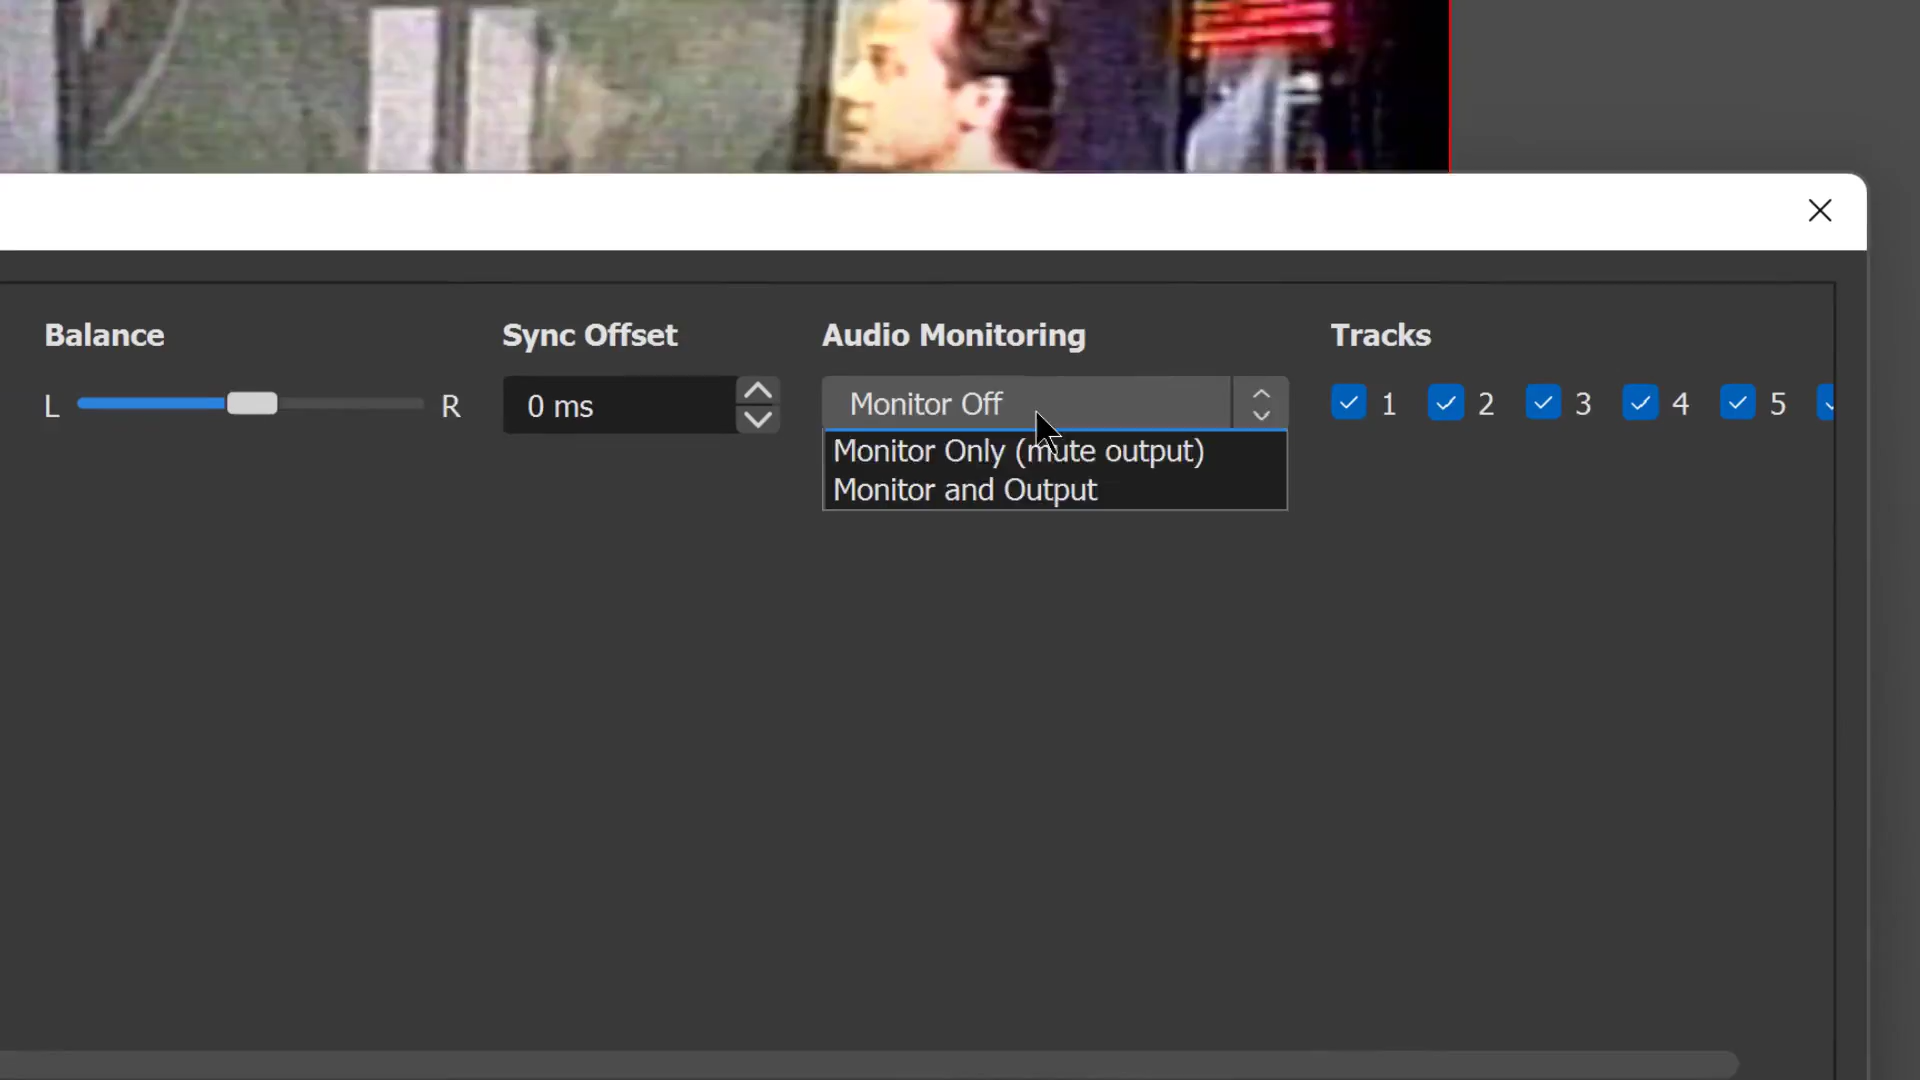 Balance
Sync Offset
Audio Monitoring
Tracks
L
R
0 ms
Monitor Off
1
2
3
4
5
Monitor Only (mute output)
Monitor and Output